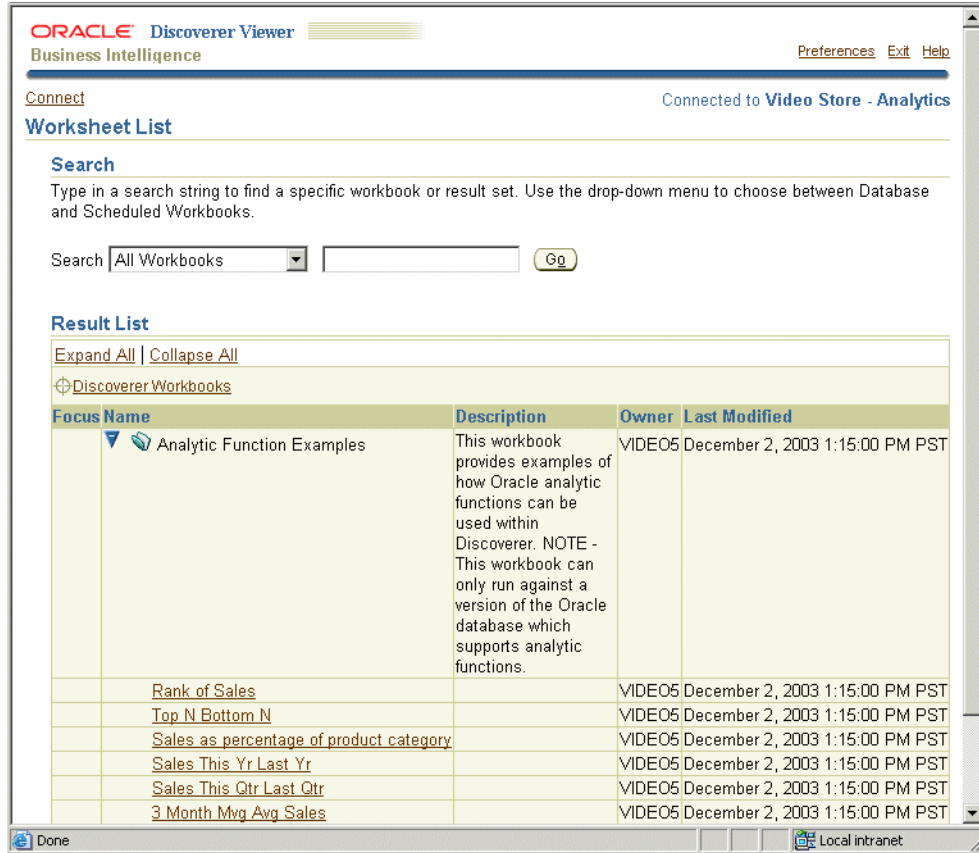 ORACLE® Discoverer Viewer
Business Intelligence
Preferences Exit Help
Connect
Connected to Video Store - Analytics
Worksheet List
Search
Type in a search string to find a specific workbook or result set. Use the drop-down menu to choose between Database
and Scheduled Workbooks.
Search All Workbooks Go
Result List
Expand All | Collapse All
Discoverer Workbooks
Focus Name Description Owner Last Modified
Analytic Function Examples This workbook VIDEO5 December 2, 2003 1:15:00 PM PST
provides examples of
how Oracle analytic
functions can be
used within
Discoverer. NOTE -
This workbook can
only run against a
version of the Oracle
database which
supports analytic
functions.
Rank of Sales VIDEO5 December 2, 2003 1:15:00 PM PST
Top N Bottom N VIDEO5 December 2, 2003 1:15:00 PM PST
Sales as percentage of product category VIDEO5 December 2, 2003 1:15:00 PM PST
Sales This Yr Last Yr VIDEO5 December 2, 2003 1:15:00 PM PST
Sales This Qtr Last Qtr VIDEO5 December 2, 2003 1:15:00 PM PST
3 Month Mvg Avg Sales VIDEO5 December 2, 2003 1:15:00 PM PST
Done Local intranet